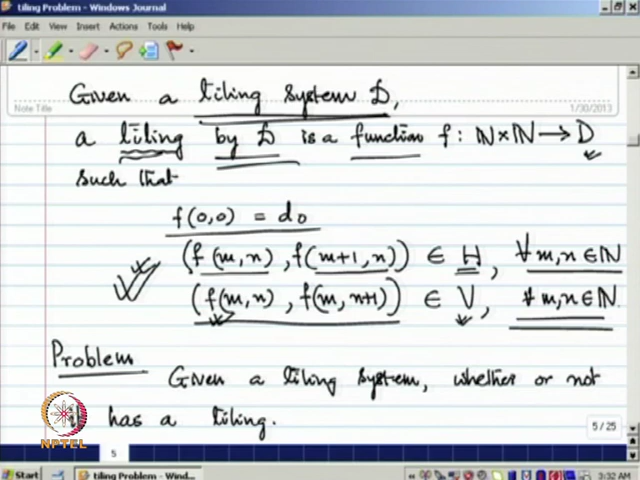 tiling Problem - Windows Journal
File Edit View Insert Actions Tools Help
Note Title
1/30/2013
Given a tiling system 𝒟,
a tiling by 𝒟 is a function f: ℕ×ℕ → D
such that
f(0,0) = d0
(f(m,n), f(m+1,n)) ∈ H, ∀ m,n ∈ ℕ
(f(m,n), f(m,n+1)) ∈ V, ∀ m,n ∈ ℕ.
Problem
Given a tiling system, whether or not
it has a tiling.
NPTEL
5 / 25
5
Start tiling Problem - Wind... 3:32 AM